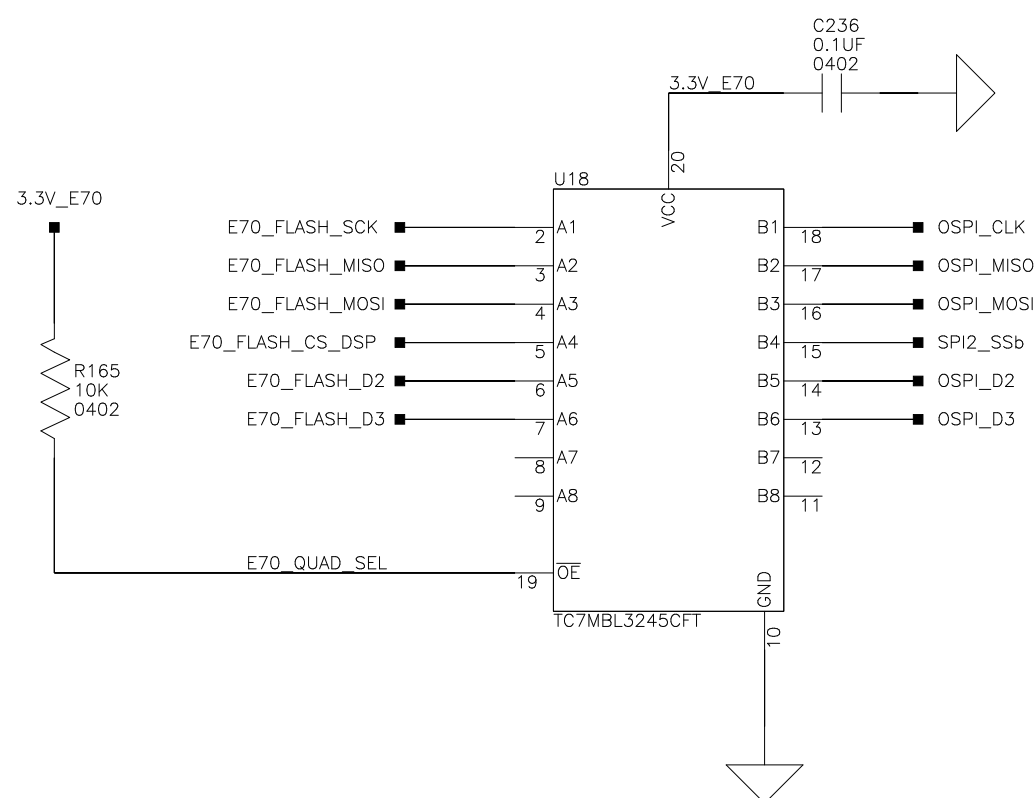 C236
0.1UF
0402
3.3V_E70
20
U18
VCC
3.3V_E70
E70_FLASH_SCK 2 A1 B1 18 OSPI_CLK
E70_FLASH_MISO 3 A2 B2 17 OSPI_MISO
E70_FLASH_MOSI 4 A3 B3 16 OSPI_MOSI
E70_FLASH_CS_DSP 5 A4 B4 15 SPI2_SSb
E70_FLASH_D2 6 A5 B5 14 OSPI_D2
E70_FLASH_D3 7 A6 B6 13 OSPI_D3
8 A7 B7 12
9 A8 B8 11
R165
10K
0402
E70_QUAD_SEL 19 OE
GND
10
TC7MBL3245CFT